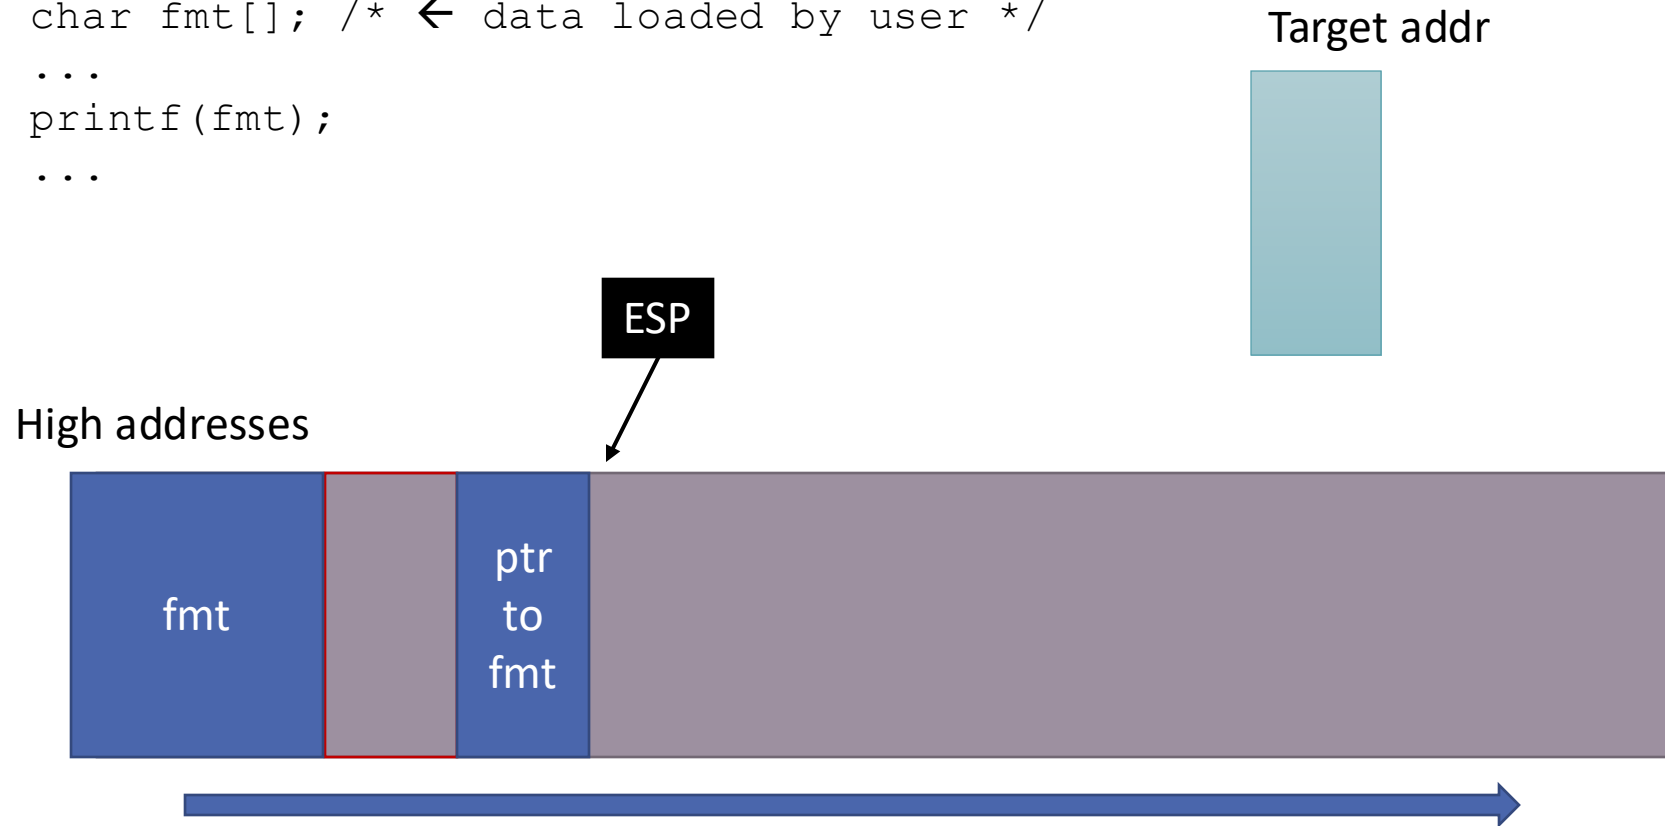 char fmt[]; /* ← data loaded by user */
...
printf(fmt);
...
Target addr
ESP
High addresses
fmt
ptr
to
fmt